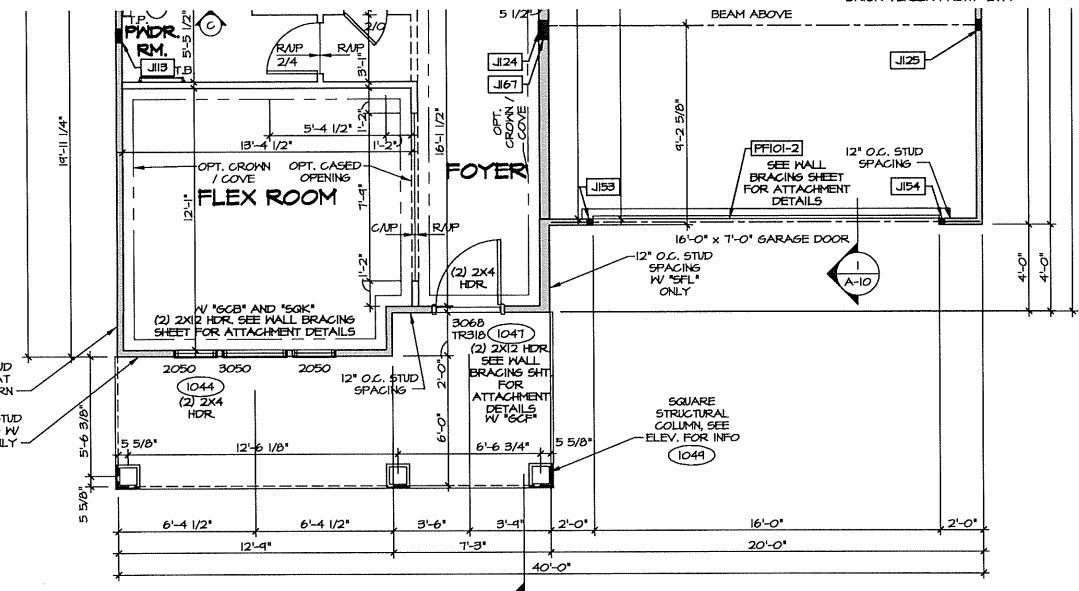 T.P.
C
5'-5 1/2"
2/0
5 1/2"
BEAM ABOVE
PWDR.
RM.
J113
T.B.
R/UP
R/UP
2/4
3'-1"
J124
J167
J125
19'-11 1/4"
1'-2"
5'-4 1/2"
13'-4 1/2"
1'-2"
16'-1 1/2"
OPT.
CROWN /
COVE
9'-2 5/8"
PF101-2
12" O.C. STUD
SPACING
SEE WALL
BRACING SHEET
FOR ATTACHMENT
DETAILS
OPT. CROWN
/ COVE
OPT. CASED
OPENING
FOYER
J153
J154
FLEX ROOM
12'-1"
7'-9"
C/UP
R/UP
16'-0" x 7'-0" GARAGE DOOR
12" O.C. STUD
SPACING
W/ "SFL"
ONLY
1
A-10
4'-0"
4'-0"
1'-2"
(2) 2X4
HDR.
W/ "GCB" AND "SQK"
(2) 2X12 HDR. SEE WALL BRACING
SHEET FOR ATTACHMENT DETAILS
3068
TR318
1047
(2) 2X12 HDR.
SEE WALL
BRACING SHT.
FOR
ATTACHMENT
DETAILS
W/ "GCF"
2050
3050
2050
1044
(2) 2X4
HDR.
12" O.C. STUD
SPACING
2'-0"
6'-0"
UD
AT
RN
STUD
W/
LY
5'-6 3/8"
5 5/8"
5 5/8"
12'-6 1/8"
6'-6 3/4"
5 5/8"
SQUARE
STRUCTURAL
COLUMN, SEE
ELEV. FOR INFO
1049
6'-4 1/2"
6'-4 1/2"
3'-6"
3'-9"
2'-0"
16'-0"
2'-0"
12'-9"
7'-3"
20'-0"
40'-0"